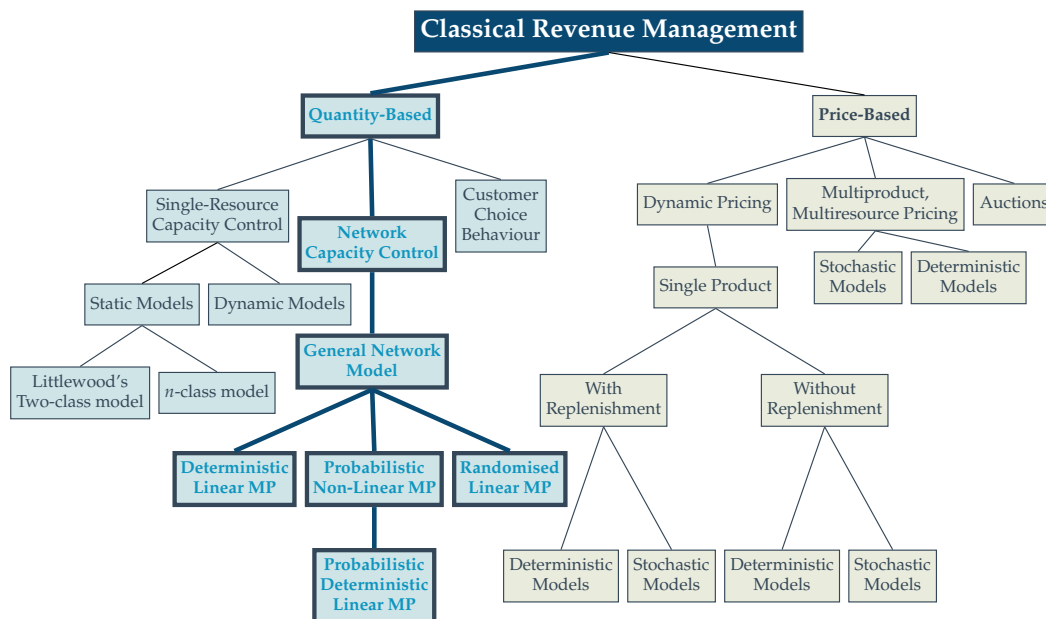 Classical Revenue Management
Quantity-Based
Price-Based
Single-Resource
Capacity Control
Network
Capacity Control
Customer
Choice
Behaviour
Dynamic Pricing
Multiproduct,
Multiresource Pricing
Auctions
Static Models
Dynamic Models
Single Product
Stochastic
Models
Deterministic
Models
General Network
Model
Littlewood's
Two-class model
n-class model
With
Replenishment
Without
Replenishment
Deterministic
Linear MP
Probabilistic
Non-Linear MP
Randomised
Linear MP
Probabilistic
Deterministic
Linear MP
Deterministic
Models
Stochastic
Models
Deterministic
Models
Stochastic
Models